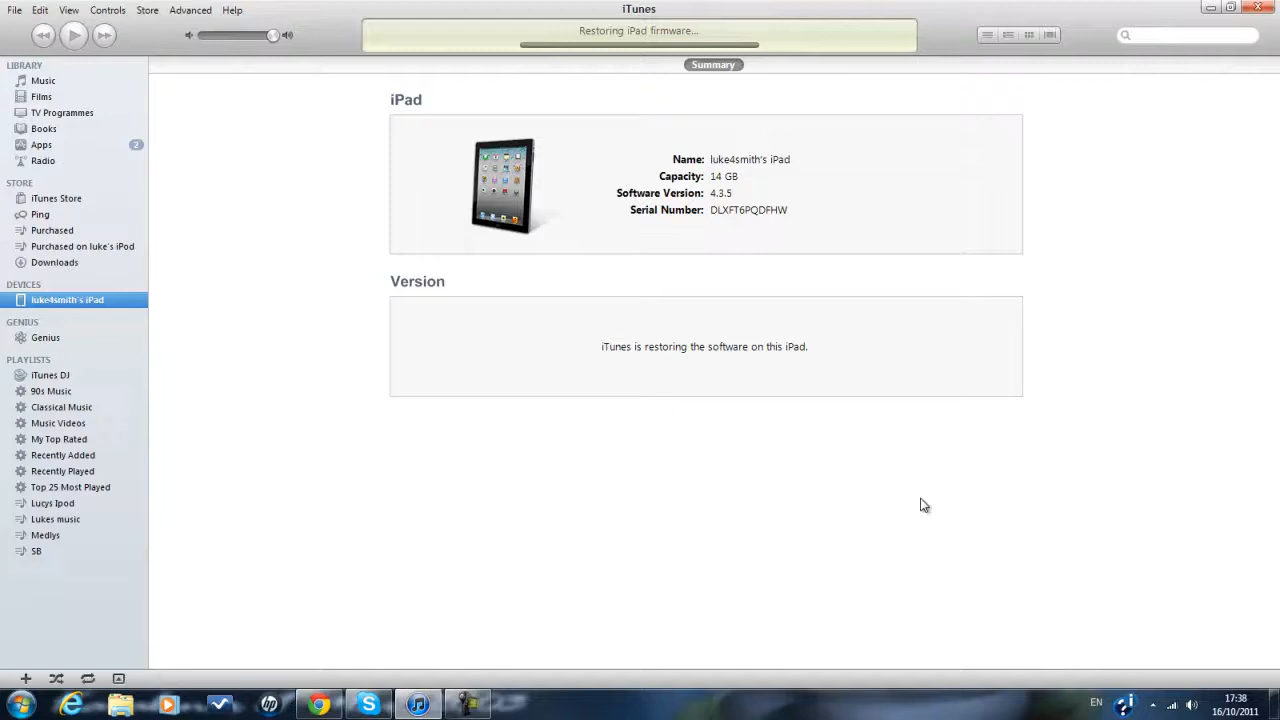 iTunes
File Edit View Controls Store Advanced Help
Restoring iPad firmware...
Summary
LIBRARY
Music
Films
TV Programmes
Books
Apps 2
Radio
STORE
iTunes Store
Ping
Purchased
Purchased on luke's iPod
Downloads
DEVICES
luke4smith's iPad
GENIUS
Genius
PLAYLISTS
iTunes DJ
90s Music
Classical Music
Music Videos
My Top Rated
Recently Added
Recently Played
Top 25 Most Played
Lucys Ipod
Lukes music
Medlys
SB
iPad
Name: luke4smith's iPad
Capacity: 14 GB
Software Version: 4.3.5
Serial Number: DLXFT6PQDFHW
Version
iTunes is restoring the software on this iPad.
EN
17:38
16/10/2011